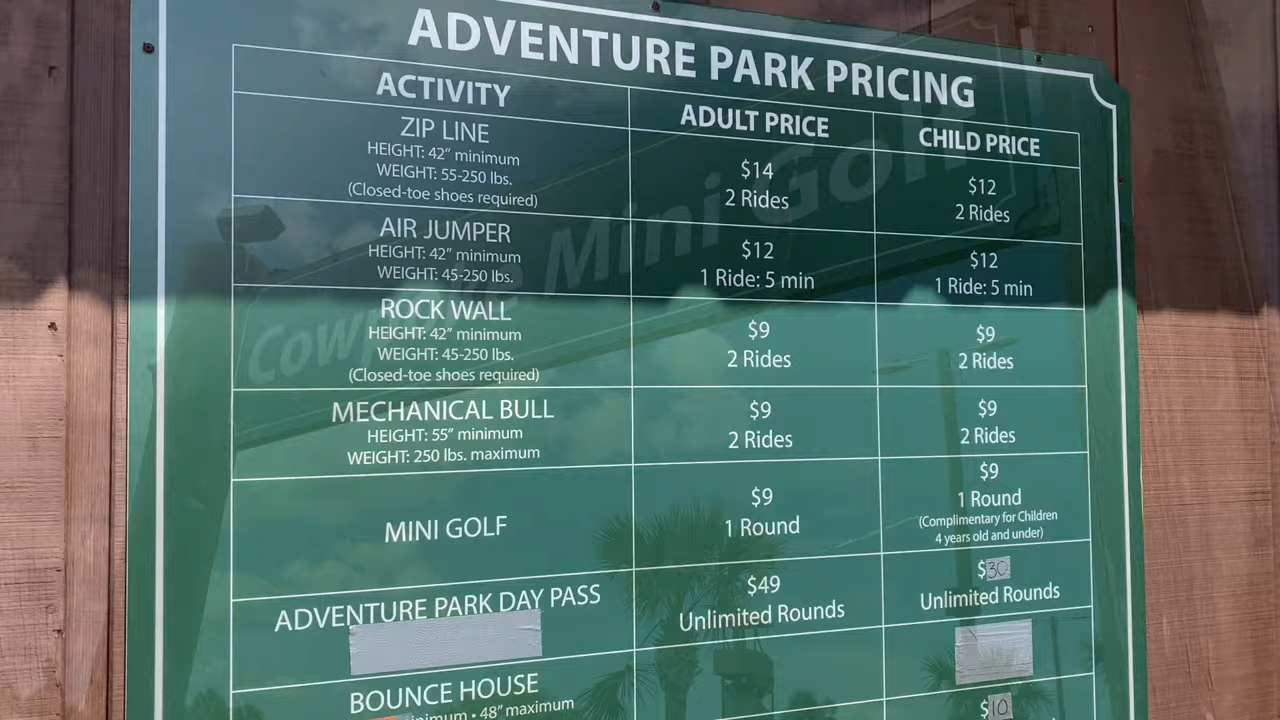 ADVENTURE PARK PRICING
ACTIVITY
ADULT PRICE
CHILD PRICE
ZIP LINE
HEIGHT: 42” minimum
WEIGHT: 55-250 lbs.
(Closed-toe shoes required)
$14
2 Rides
$12
2 Rides
AIR JUMPER
HEIGHT: 42” minimum
WEIGHT: 45-250 lbs.
$12
1 Ride: 5 min
$12
1 Ride: 5 min
ROCK WALL
HEIGHT: 42” minimum
WEIGHT: 45-250 lbs.
(Closed-toe shoes required)
$9
2 Rides
$9
2 Rides
MECHANICAL BULL
HEIGHT: 55” minimum
WEIGHT: 250 lbs. maximum
$9
2 Rides
$9
2 Rides
MINI GOLF
$9
1 Round
$9
1 Round
(Complimentary for Children
4 years old and under)
ADVENTURE PARK DAY PASS
$49
Unlimited Rounds
$30
Unlimited Rounds
BOUNCE HOUSE
• 48” maximum
$10
Mini Golf